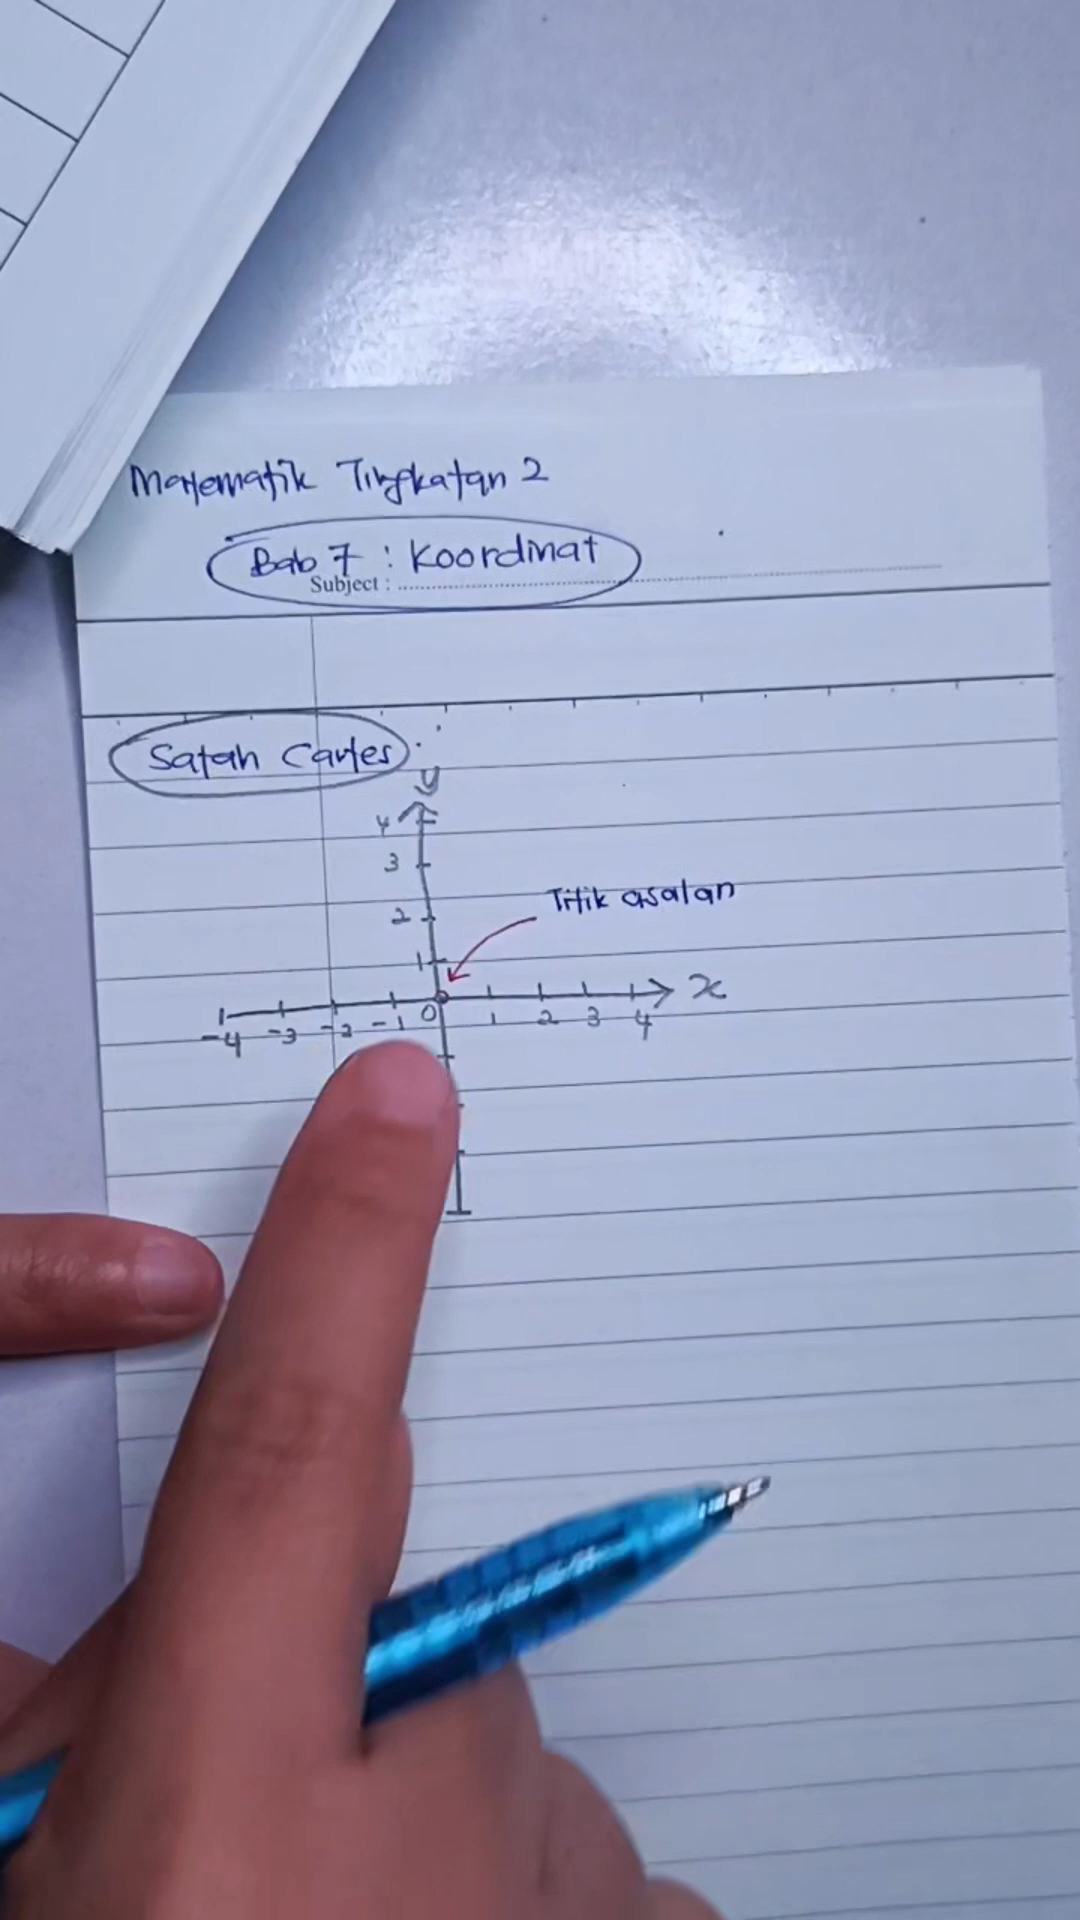 Matematik Tingkatan 2
Bab 7 : Koordinat
Subject :
Satah Cartes
y
4
3
Titik asalan
2
1
x
-4 -3 -2 -1 0 1 2 3 4